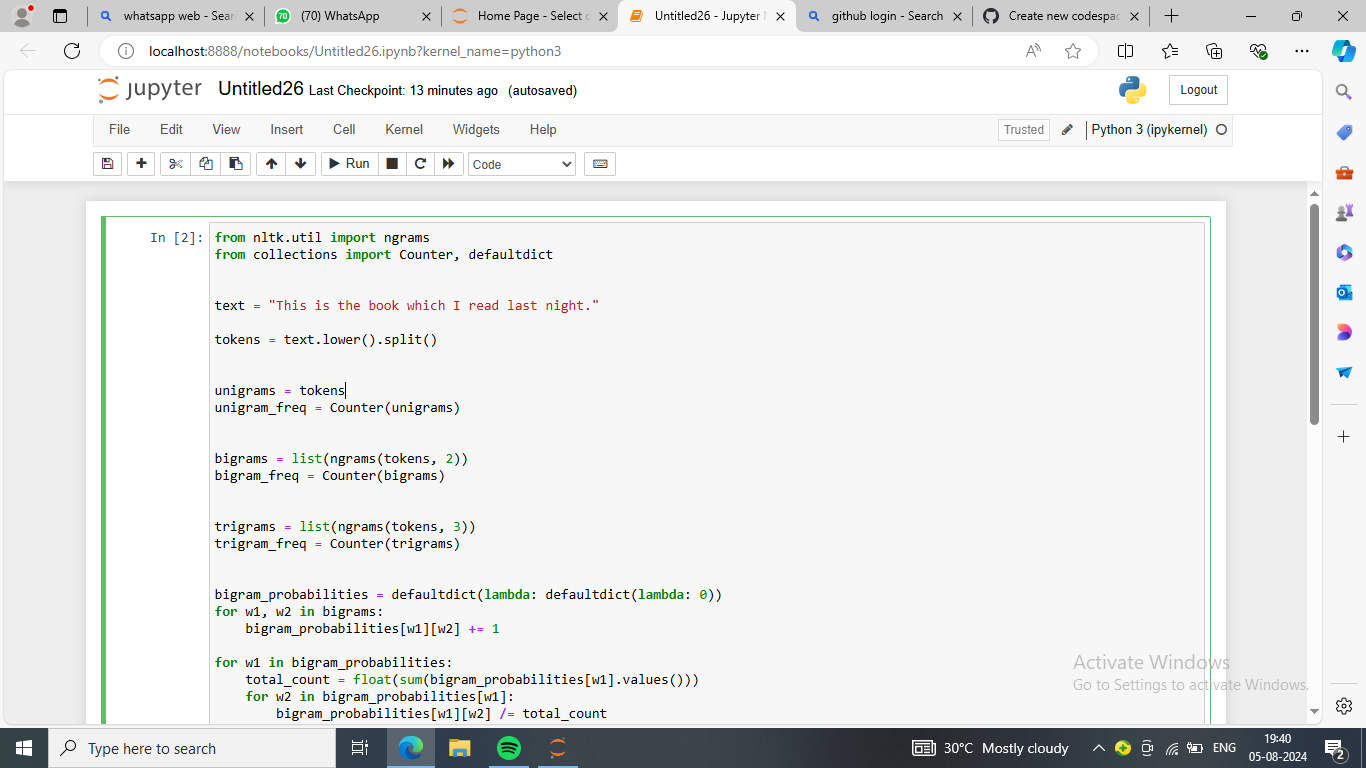 whatsapp web - Sear
(70) WhatsApp
Home Page - Select
Untitled26 - Jupyter
github login - Search
Create new codespac
localhost:8888/notebooks/Untitled26.ipynb?kernel_name=python3
jupyter Untitled26 Last Checkpoint: 13 minutes ago (autosaved)
Logout
File Edit View Insert Cell Kernel Widgets Help
Trusted
Python 3 (ipykernel)
Run
Code
In [2]:
from nltk.util import ngrams
from collections import Counter, defaultdict
text = "This is the book which I read last night."
tokens = text.lower().split()
unigrams = tokens
unigram_freq = Counter(unigrams)
bigrams = list(ngrams(tokens, 2))
bigram_freq = Counter(bigrams)
trigrams = list(ngrams(tokens, 3))
trigram_freq = Counter(trigrams)
bigram_probabilities = defaultdict(lambda: defaultdict(lambda: 0))
for w1, w2 in bigrams:
    bigram_probabilities[w1][w2] += 1
for w1 in bigram_probabilities:
    total_count = float(sum(bigram_probabilities[w1].values()))
    for w2 in bigram_probabilities[w1]:
        bigram_probabilities[w1][w2] /= total_count
Activate Windows
Go to Settings to activate Windows.
Type here to search
30°C Mostly cloudy
ENG
19:40
05-08-2024
2